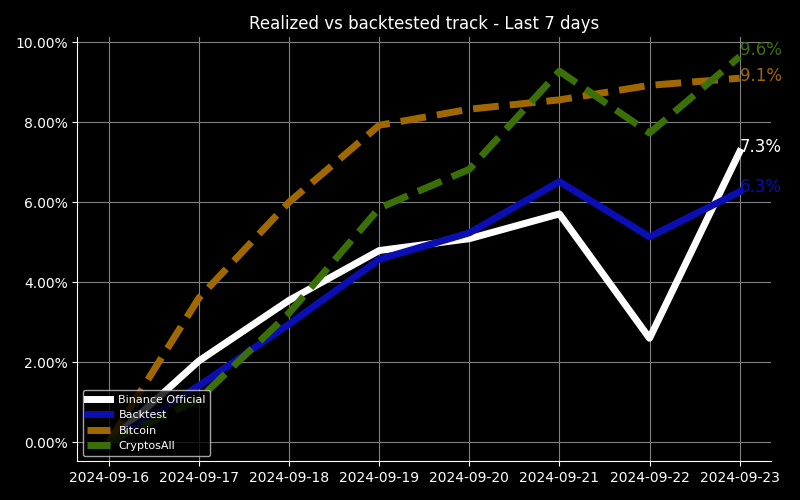 Realized vs backtested track - Last 7 days
10.00%
8.00%
6.00%
4.00%
2.00%
0.00%
9.6%
9.1%
7.3%
6.3%
Binance Official
Backtest
Bitcoin
CryptosAll
2024-09-16 2024-09-17 2024-09-18 2024-09-19 2024-09-20 2024-09-21 2024-09-22 2024-09-23